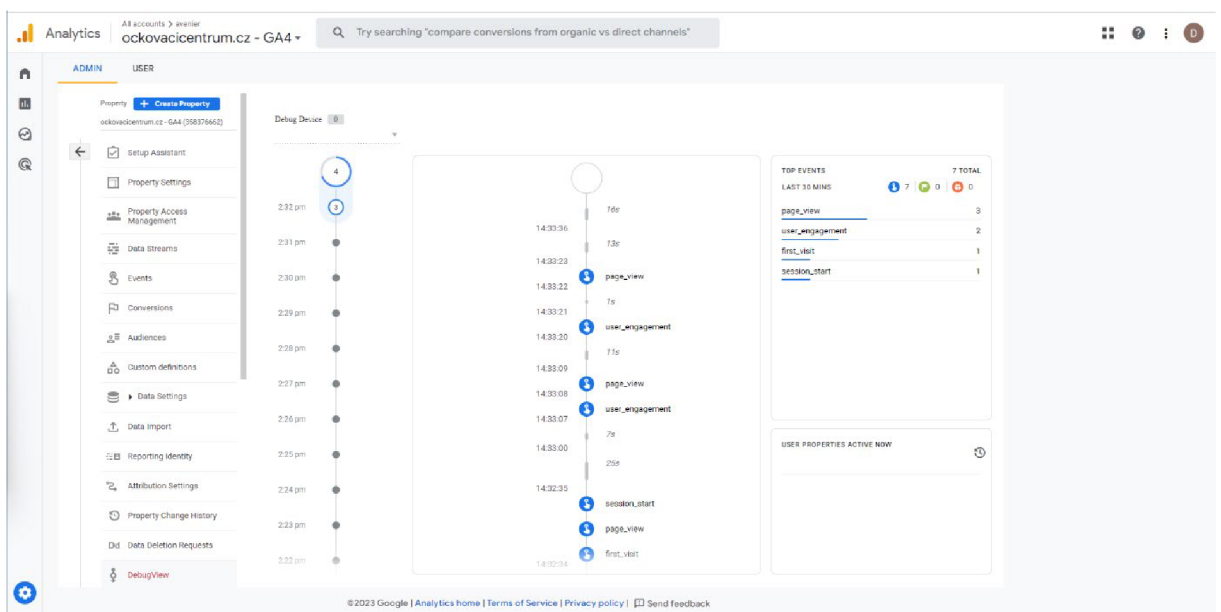 All accounts > avenier
Analytics
ockovacicentrum.cz - GA4
Try searching "compare conversions from organic vs direct channels"
D
ADMIN USER
Property + Create Property
ockovacicentrum.cz - GA4 (358376662)
Setup Assistant
Property Settings
Property Access
Management
Data Streams
Events
Conversions
Audiences
Custom definitions
Data Settings
Data Import
Reporting Identity
Attribution Settings
Property Change History
Dd Data Deletion Requests
DebugView
Debug Device 0
4
2:32 pm 3
2:31 pm
2:30 pm
2:29 pm
2:28 pm
2:27 pm
2:26 pm
2:25 pm
2:24 pm
2:23 pm
2:22 pm
16s
14:33:36
13s
14:33:23
page_view
14:33:22
1s
14:33:21
user_engagement
14:33:20
11s
14:33:09
page_view
14:33:08
user_engagement
14:33:07
7s
14:33:00
25s
14:32:35
session_start
page_view
first_visit
14:32:34
TOP EVENTS 7 TOTAL
LAST 30 MINS 7 0 0
page_view 3
user_engagement 2
first_visit 1
session_start 1
USER PROPERTIES ACTIVE NOW
©2023 Google | Analytics home | Terms of Service | Privacy policy | Send feedback